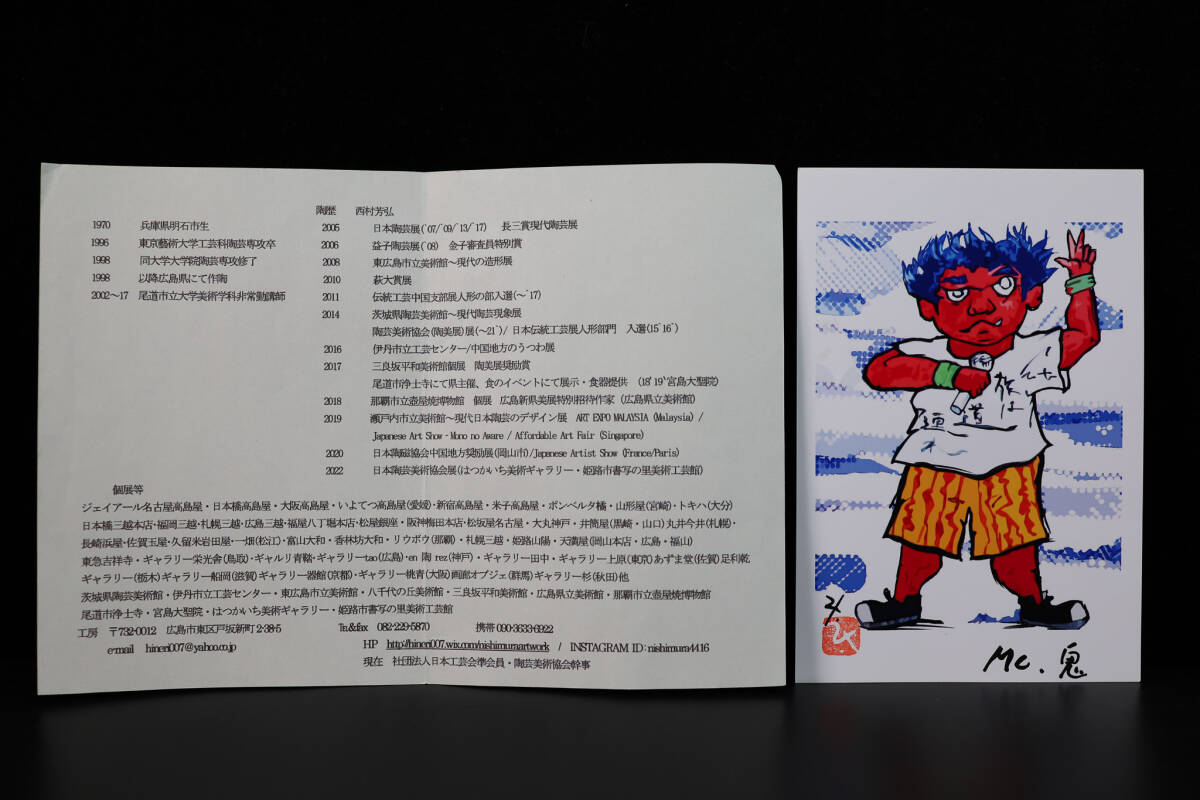 陶歴　西村芳弘
1970　兵庫県明石市生
1996　東京藝術大学工芸科陶芸専攻卒
1998　同大学大学院陶芸専攻修了
1998　以降広島県にて作陶
2002～17　尾道市立大学美術学科非常勤講師
2005　日本陶芸展('07/'09/'13/'17)　長三賞現代陶芸展
2006　益子陶芸展('08)　金子審査員特別賞
2008　東広島市立美術館～現代の造形展
2010　萩大賞展
2011　伝統工芸中国支部展人形の部入選(～'17)
2014　茨城県陶芸美術館～現代陶芸現象展
陶芸美術協会(陶美展)展(～21')/ 日本伝統工芸展人形部門　入選(15'16')
2016　伊丹市立工芸センター/中国地方のうつわ展
2017　三良坂平和美術館個展　陶美展奨励賞
尾道市浄土寺にて県主催、食のイベントにて展示・食器提供　(18'19'宮島大聖院)
2018　那覇市立壺屋焼博物館　個展　広島新県美展特別招待作家（広島県立美術館)
2019　瀬戸内市立美術館～現代日本陶芸のデザイン展　ART EXPO MALAYSIA (Malaysia) /
Japanese Art Show - Mono no Aware / Affordable Art Fair (Singapore)
2020　日本陶磁協会中国地方奨励展(岡山市)/Japanese Artist Show (France/Paris)
2022　日本陶芸美術協会展(はつかいち美術ギャラリー・姫路市書写の里美術工芸館)
個展等
ジェイアール名古屋高島屋・日本橋高島屋・大阪高島屋・いよてつ高島屋(愛媛)・新宿高島屋・米子高島屋・ボンベルタ橘・山形屋(宮崎)・トキハ(大分)
日本橋三越本店・福岡三越・札幌三越・広島三越・福屋八丁堀本店・松屋銀座・阪神梅田本店・松坂屋名古屋・大丸神戸・井筒屋(黒崎・山口)丸井今井(札幌)・
長崎浜屋・佐賀玉屋・久留米岩田屋・一畑(松江)・富山大和・香林坊大和・リウボウ(那覇)・札幌三越・姫路山陽・天満屋(岡山本店・広島・福山)
東急吉祥寺・ギャラリー栄光舎(鳥取)・ギャルリ青鞜・ギャラリーtao(広島)・en 陶 rez(神戸)・ギャラリー田中・ギャラリー上原(東京)あずま堂(佐賀)足利乾
ギャラリー(栃木)ギャラリー船岡(滋賀)ギャラリー器館(京都)・ギャラリー桃青(大阪)画廊オブジェ(群馬)ギャラリー杉(秋田)他
茨城県陶芸美術館・伊丹市立工芸センター・東広島市立美術館・八千代の丘美術館・三良坂平和美術館・広島県立美術館・那覇市立壺屋焼博物館
尾道市浄土寺・宮島大聖院・はつかいち美術ギャラリー・姫路市書写の里美術工芸館
工房　〒732-0012　広島市東区戸坂新町2-38-5　Tel&fax　082-229-5870　携帯090-3633-6922
e-mail　hineri007@yahoo.co.jp　HP　http://hineri007.wix.com/nishimuraartwork　/　INSTAGRAM ID: nishimura4416
現在　社団法人日本工芸会準会員・陶芸美術協会幹事
Mc. 鬼